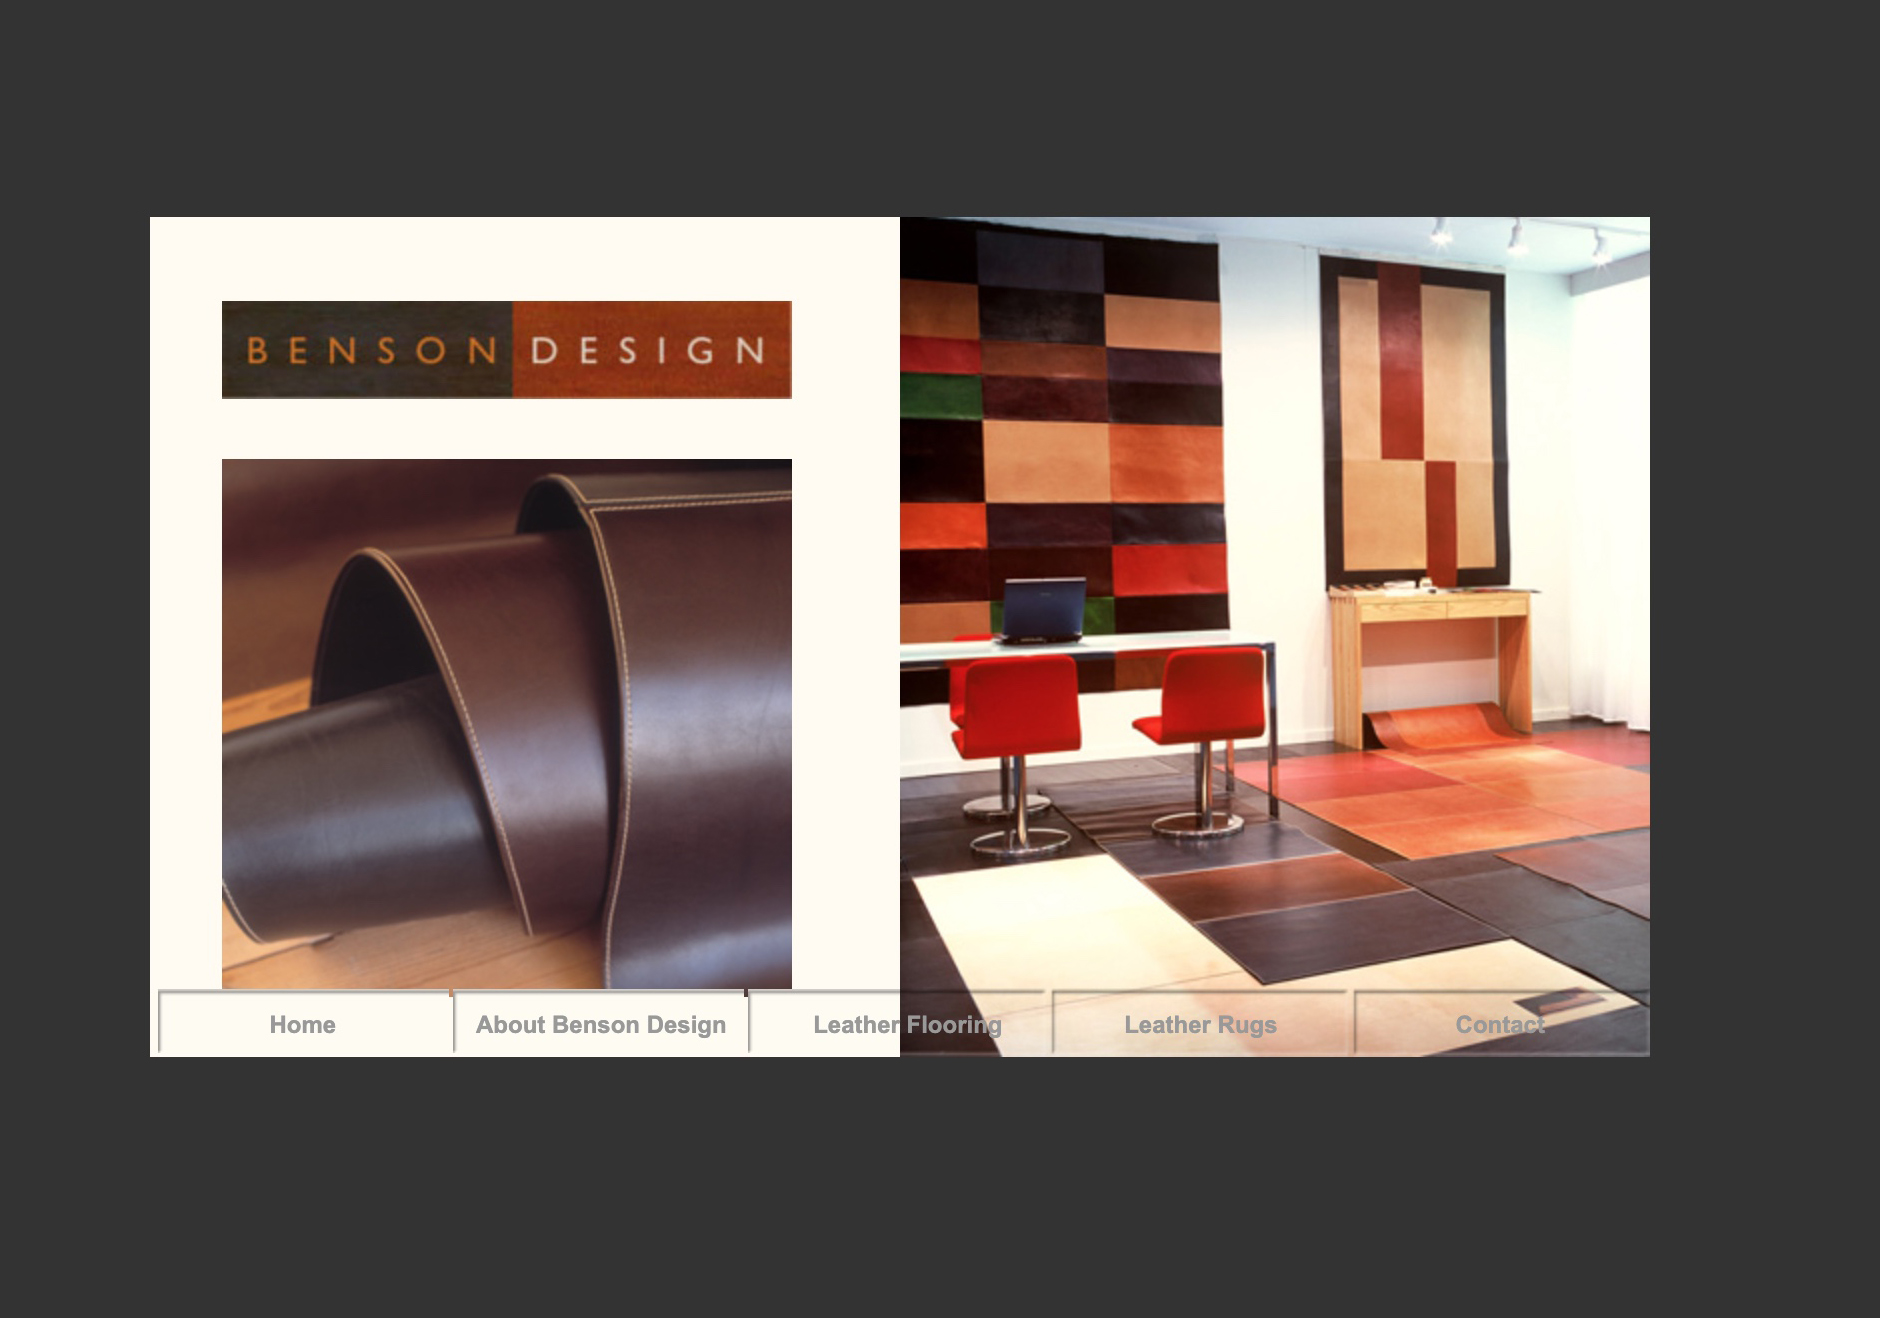 BENSON DESIGN
Home
About Benson Design
Leather Flooring
Leather Rugs
Contact